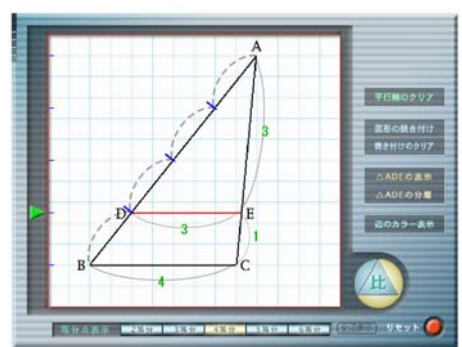 A
平行線のクリア
3
図形の焼き付け
焼き付けのクリア
△ADEの表示
△ADEの分離
D
E
辺のカラー表示
3
1
B
C
4
比
等分点表示 2等分 3等分 4等分 5等分 6等分 リセット